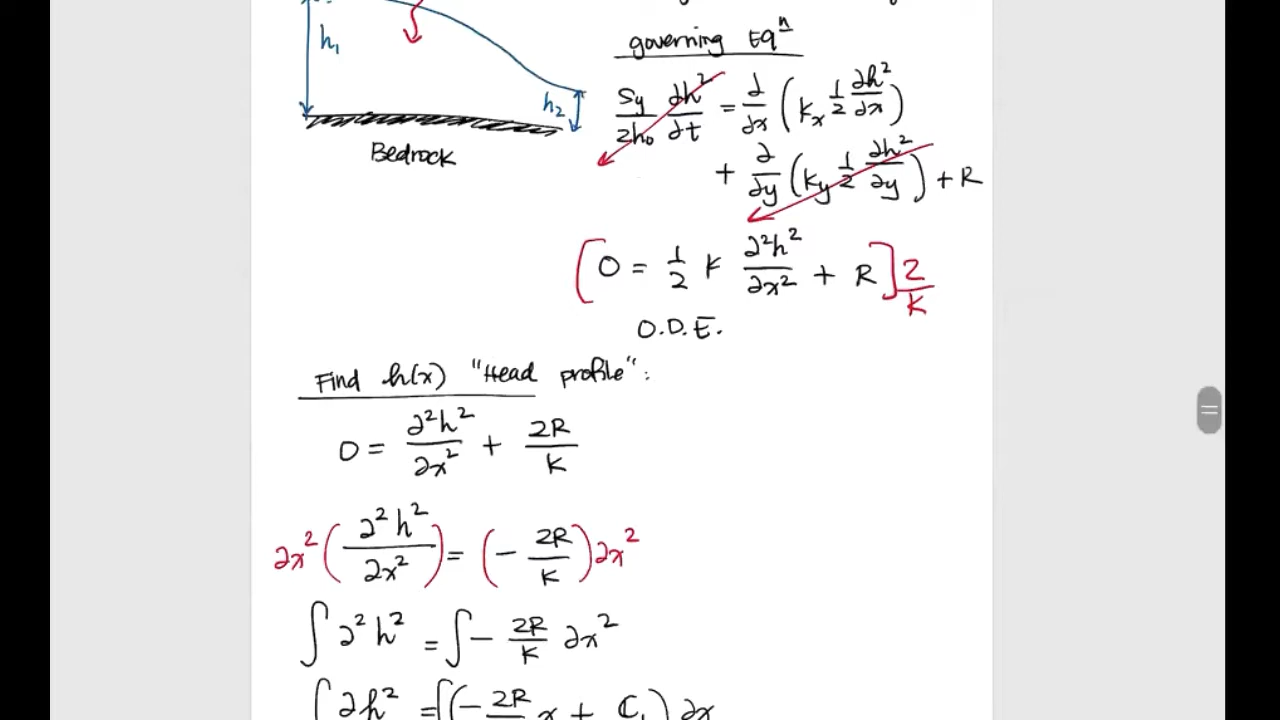 h₁
h₂
Bedrock
governing Eqⁿ
Sy/2h₀ ∂h²/∂t = ∂/∂x (Kx 1/2 ∂h²/∂x)
+ ∂/∂y (Ky 1/2 ∂h²/∂y) + R
[0 = 1/2 K ∂²h²/∂x² + R] 2/K
O.D.E.
Find h(x) "Head profile":
0 = ∂²h²/∂x² + 2R/K
∂x² (∂²h²/∂x²) = (- 2R/K) ∂x²
∫ ∂²h² = ∫ - 2R/K ∂x²
∫ ∂h² = ∫(- 2R x + C₁) ∂x